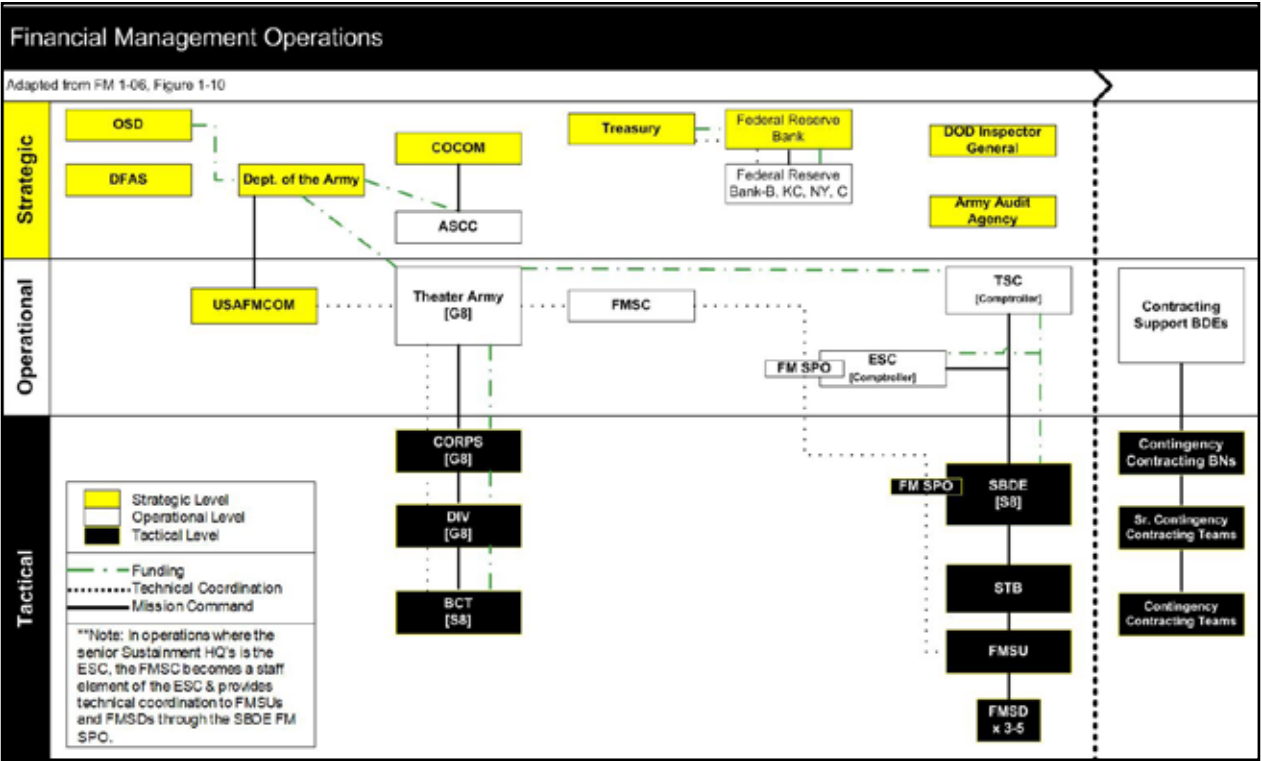 Financial Management Operations
Adapted from FM 1-06, Figure 1-10
Strategic
OSD
DFAS
Dept. of the Army
COCOM
ASCC
Treasury
Federal Reserve
Bank
Federal Reserve
Bank-B, KC, NY, C
DOD Inspector
General
Army Audit
Agency
Operational
USAFMCOM
Theater Army
[G8]
FMSC
TSC
[Comptroller]
FM SPO
ESC
[Comptroller]
Contracting
Support BDEs
Tactical
CORPS
[G8]
DIV
[G8]
BCT
[S8]
FM SPO
SBDE
[S8]
STB
FMSU
FMSD
x 3-5
Contingency
Contracting BNs
Sr. Contingency
Contracting Teams
Contingency
Contracting Teams
Strategic Level
Operational Level
Tactical Level
Funding
Technical Coordination
Mission Command
**Note: In operations where the
senior Sustainment HQ's is the
ESC, the FMSC becomes a staff
element of the ESC & provides
technical coordination to FMSUs
and FMSDs through the SBDE FM
SPO.